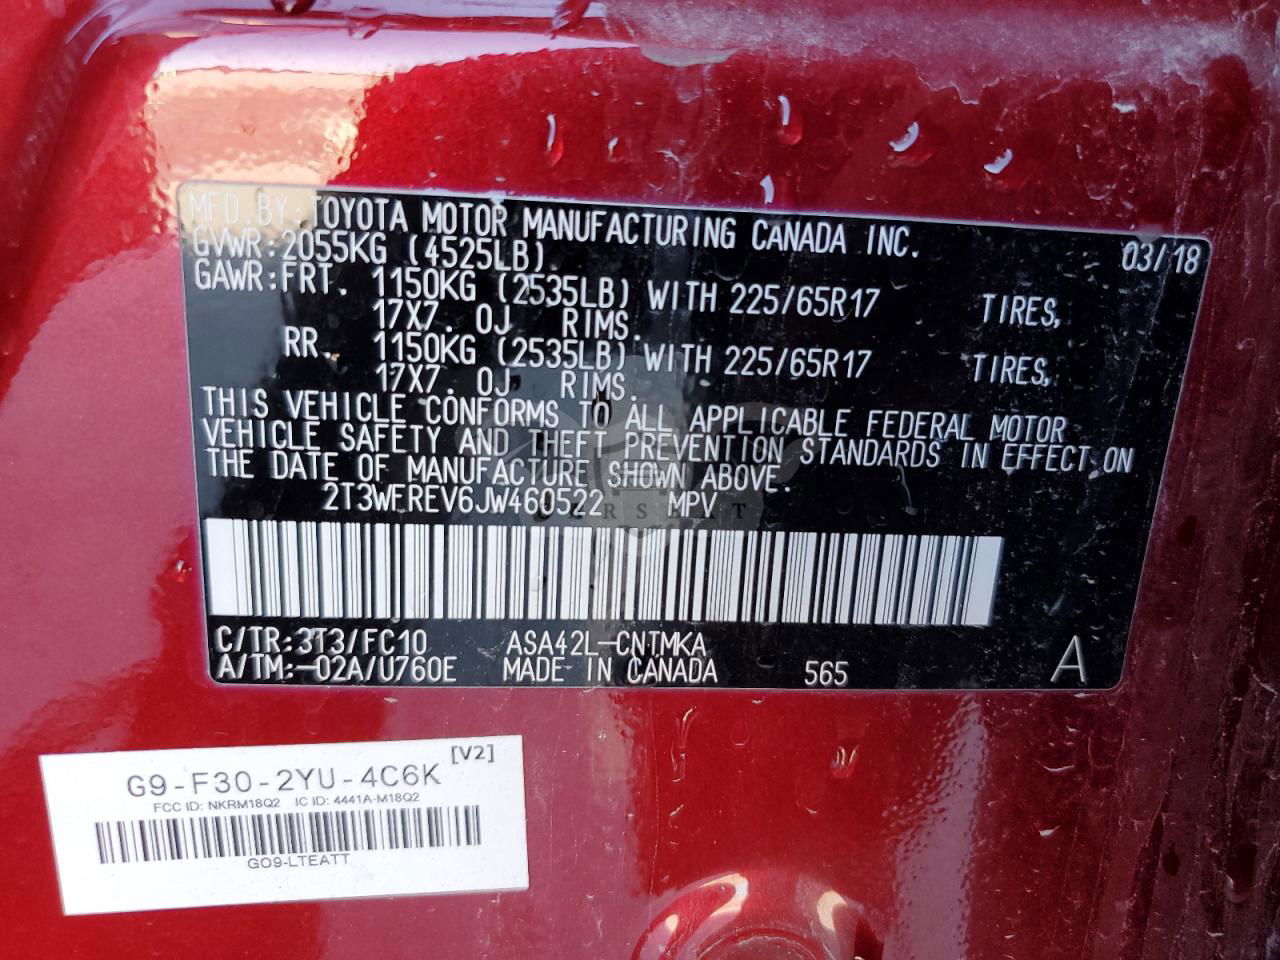 MFD.BY:TOYOTA MOTOR MANUFACTURING CANADA INC. 03/18
GVWR:2055KG (4525LB)
GAWR:FRT. 1150KG (2535LB) WITH 225/65R17 TIRES,
17X7.0J RIMS.
RR. 1150KG (2535LB) WITH 225/65R17 TIRES,
17X7.0J RIMS.
THIS VEHICLE CONFORMS TO ALL APPLICABLE FEDERAL MOTOR
VEHICLE SAFETY AND THEFT PREVENTION STANDARDS IN EFFECT ON
THE DATE OF MANUFACTURE SHOWN ABOVE.
2T3WFREV6JW460522 MPV
C/TR:3T3/FC10 ASA42L-CNTMKA
A/TM:-02A/U760E MADE IN CANADA 565 A
[V2]
G9-F30-2YU-4C6K
FCC ID: NKRM18Q2 IC ID: 4441A-M18Q2
GO9-LTEATT